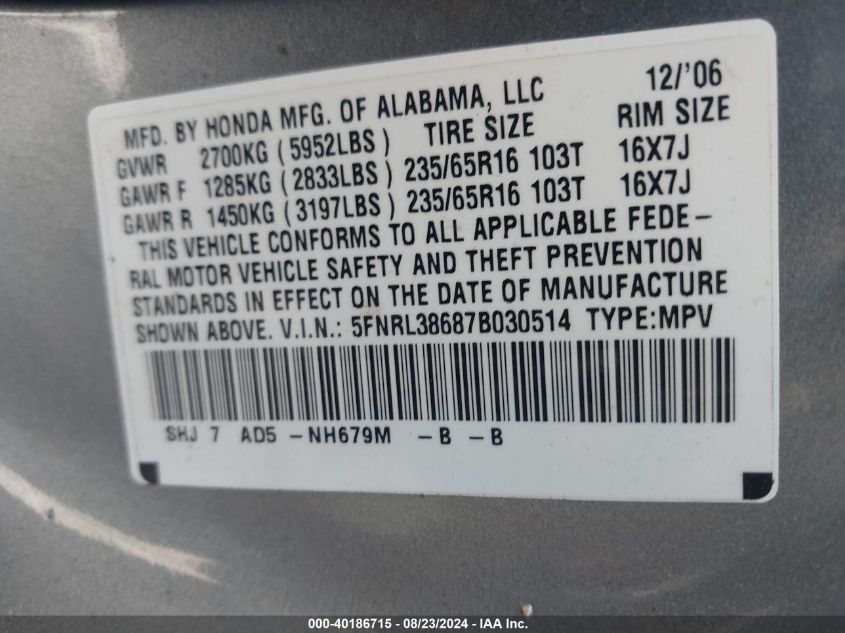 MFD. BY HONDA MFG. OF ALABAMA, LLC 12/'06
GVWR 2700KG (5952LBS) TIRE SIZE RIM SIZE
GAWR F 1285KG (2833LBS) 235/65R16 103T 16X7J
GAWR R 1450KG (3197LBS) 235/65R16 103T 16X7J
THIS VEHICLE CONFORMS TO ALL APPLICABLE FEDE-
RAL MOTOR VEHICLE SAFETY AND THEFT PREVENTION
STANDARDS IN EFFECT ON THE DATE OF MANUFACTURE
SHOWN ABOVE. V.I.N.: 5FNRL38687B030514 TYPE:MPV
SHJ 7 AD5 -NH679M -B -B
000-40186715 - 08/23/2024 - IAA Inc.